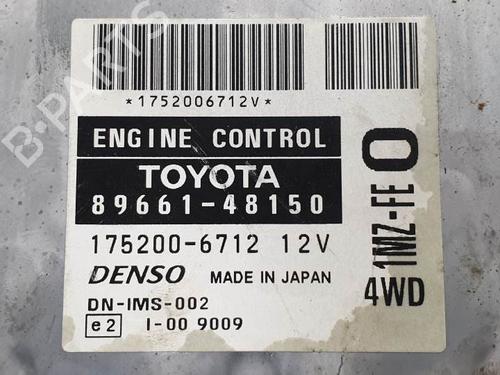 *1752006712V*
ENGINE CONTROL
TOYOTA
89661-48150
175200-6712 12V
DENSO MADE IN JAPAN
DN-IMS-002
e2 I-00 9009
1MZ-FE O
4WD
B-PARTS